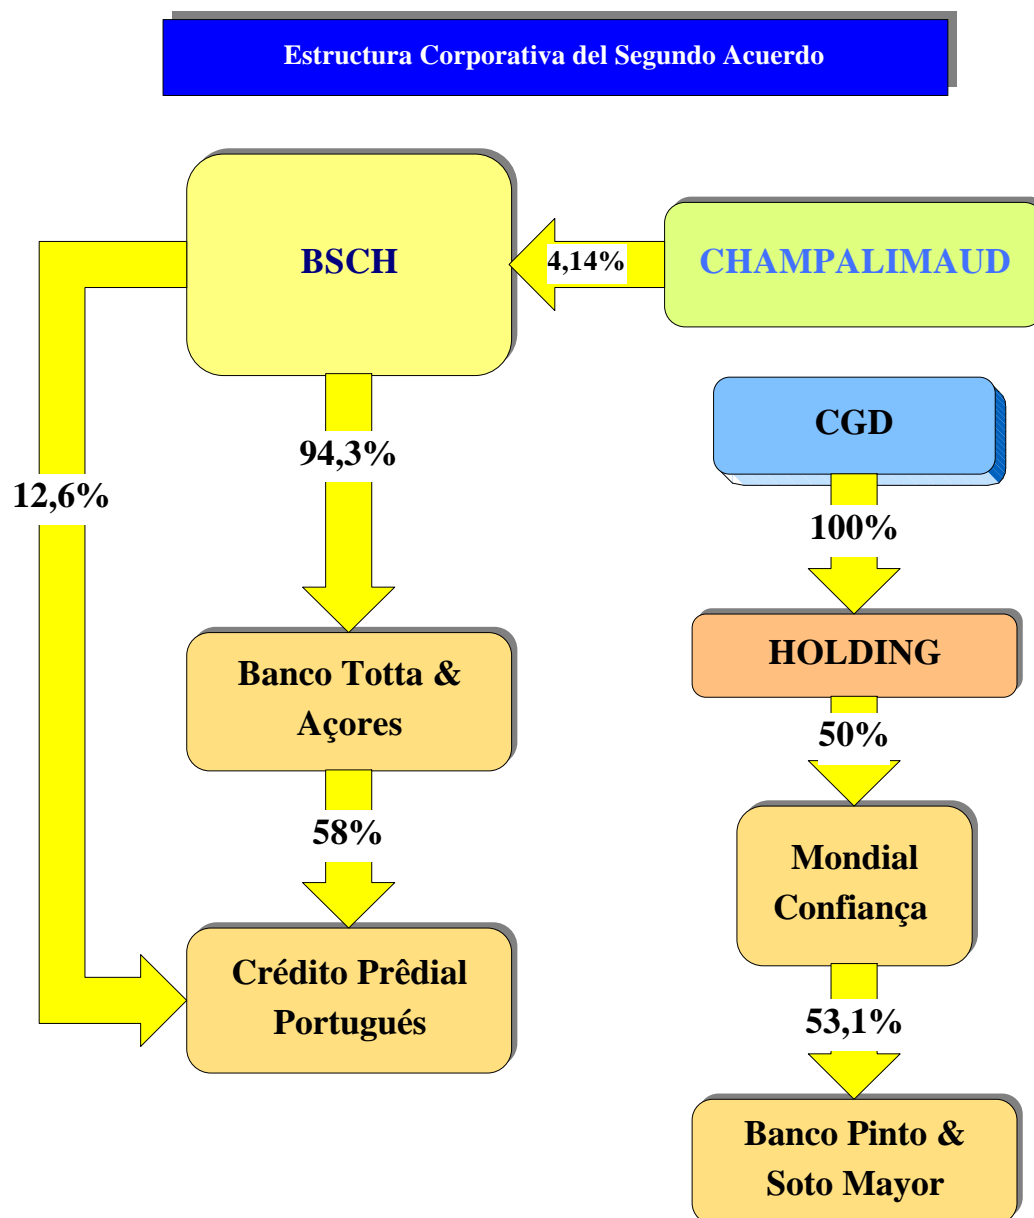 Estructura Corporativa del Segundo Acuerdo
BSCH
4,14%
CHAMPALIMAUD
CGD
94,3%
12,6%
100%
HOLDING
Banco Totta &
Açores
50%
58%
Mondial
Confiança
Crédito Prêdial
Portugués
53,1%
Banco Pinto &
Soto Mayor